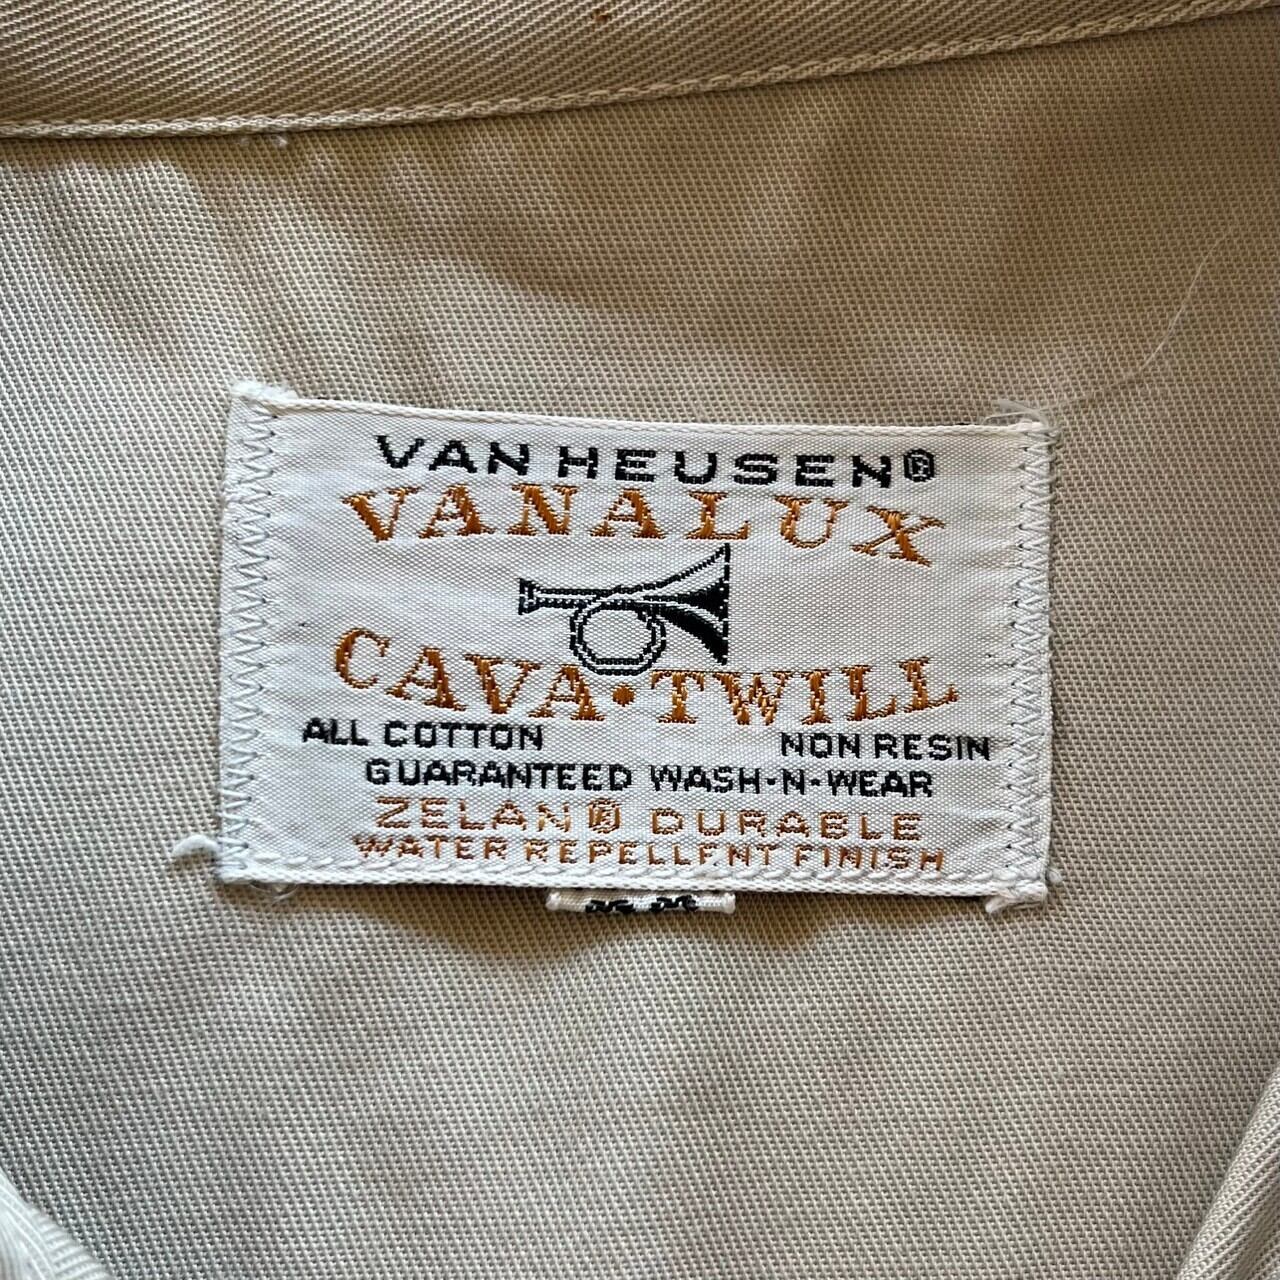 VAN HEUSEN®
VANALUX
CAVA·TWILL
ALL COTTON NON RESIN
GUARANTEED WASH-N-WEAR
ZELAN® DURABLE
WATER REPELLENT FINISH